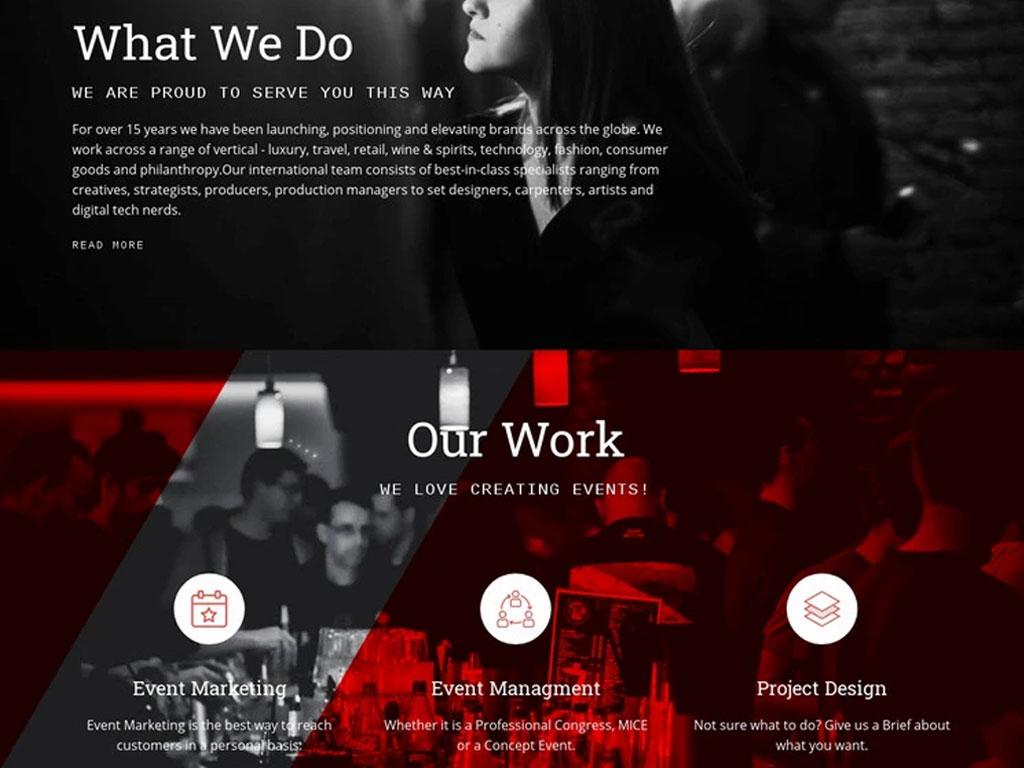 What We Do
WE ARE PROUD TO SERVE YOU THIS WAY
For over 15 years we have been launching, positioning and elevating brands across the globe. We
work across a range of vertical - luxury, travel, retail, wine & spirits, technology, fashion, consumer
goods and philanthropy.Our international team consists of best-in-class specialists ranging from
creatives, strategists, producers, production managers to set designers, carpenters, artists and
digital tech nerds.
READ MORE
Our Work
WE LOVE CREATING EVENTS!
Event Marketing
Event Marketing is the best way to reach
customers in a personal basis.
Event Managment
Whether it is a Professional Congress, MICE
or a Concept Event.
Project Design
Not sure what to do? Give us a Brief about
what you want.